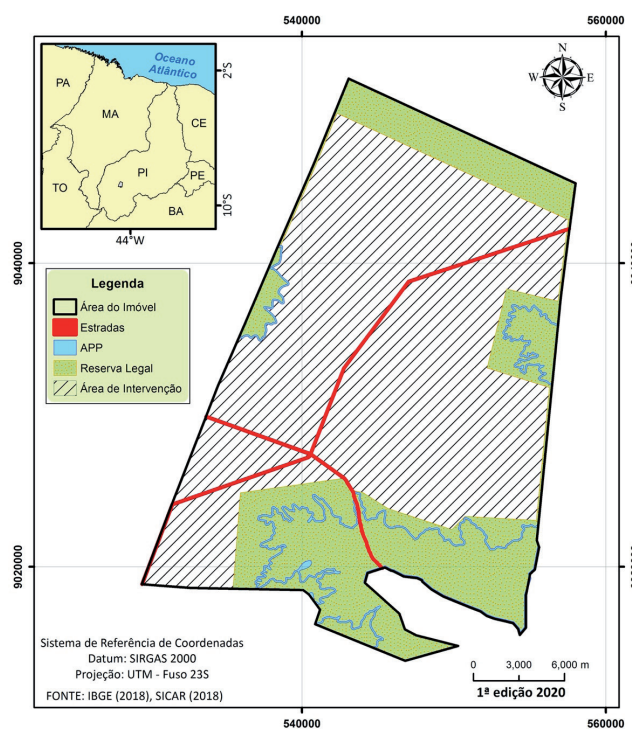 540000
560000
Oceano
Atlântico
PA
MA
CE
PI
PE
TO
BA
2°S
10°S
44°W
N
W
E
S
9040000
Legenda
Área do Imóvel
Estradas
APP
Reserva Legal
Área de Intervenção
9020000
Sistema de Referência de Coordenadas
Datum: SIRGAS 2000
Projeção: UTM - Fuso 23S
FONTE: IBGE (2018), SICAR (2018)
0 3,000 6,000 m
1ª edição 2020
540000
560000